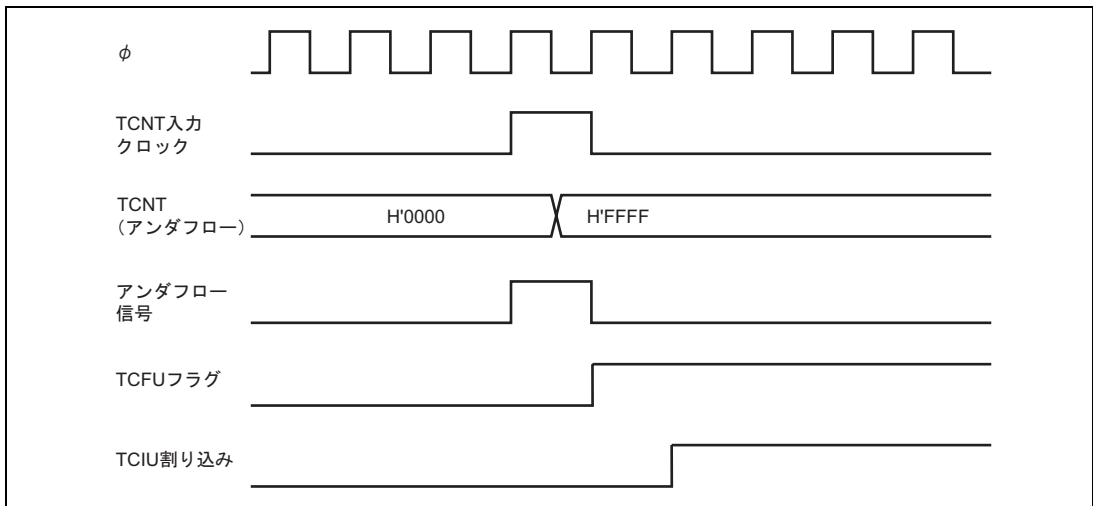 φ
TCNT入力
クロック
TCNT
（アンダフロー）
H'0000
H'FFFF
アンダフロー
信号
TCFUフラグ
TCIU割り込み